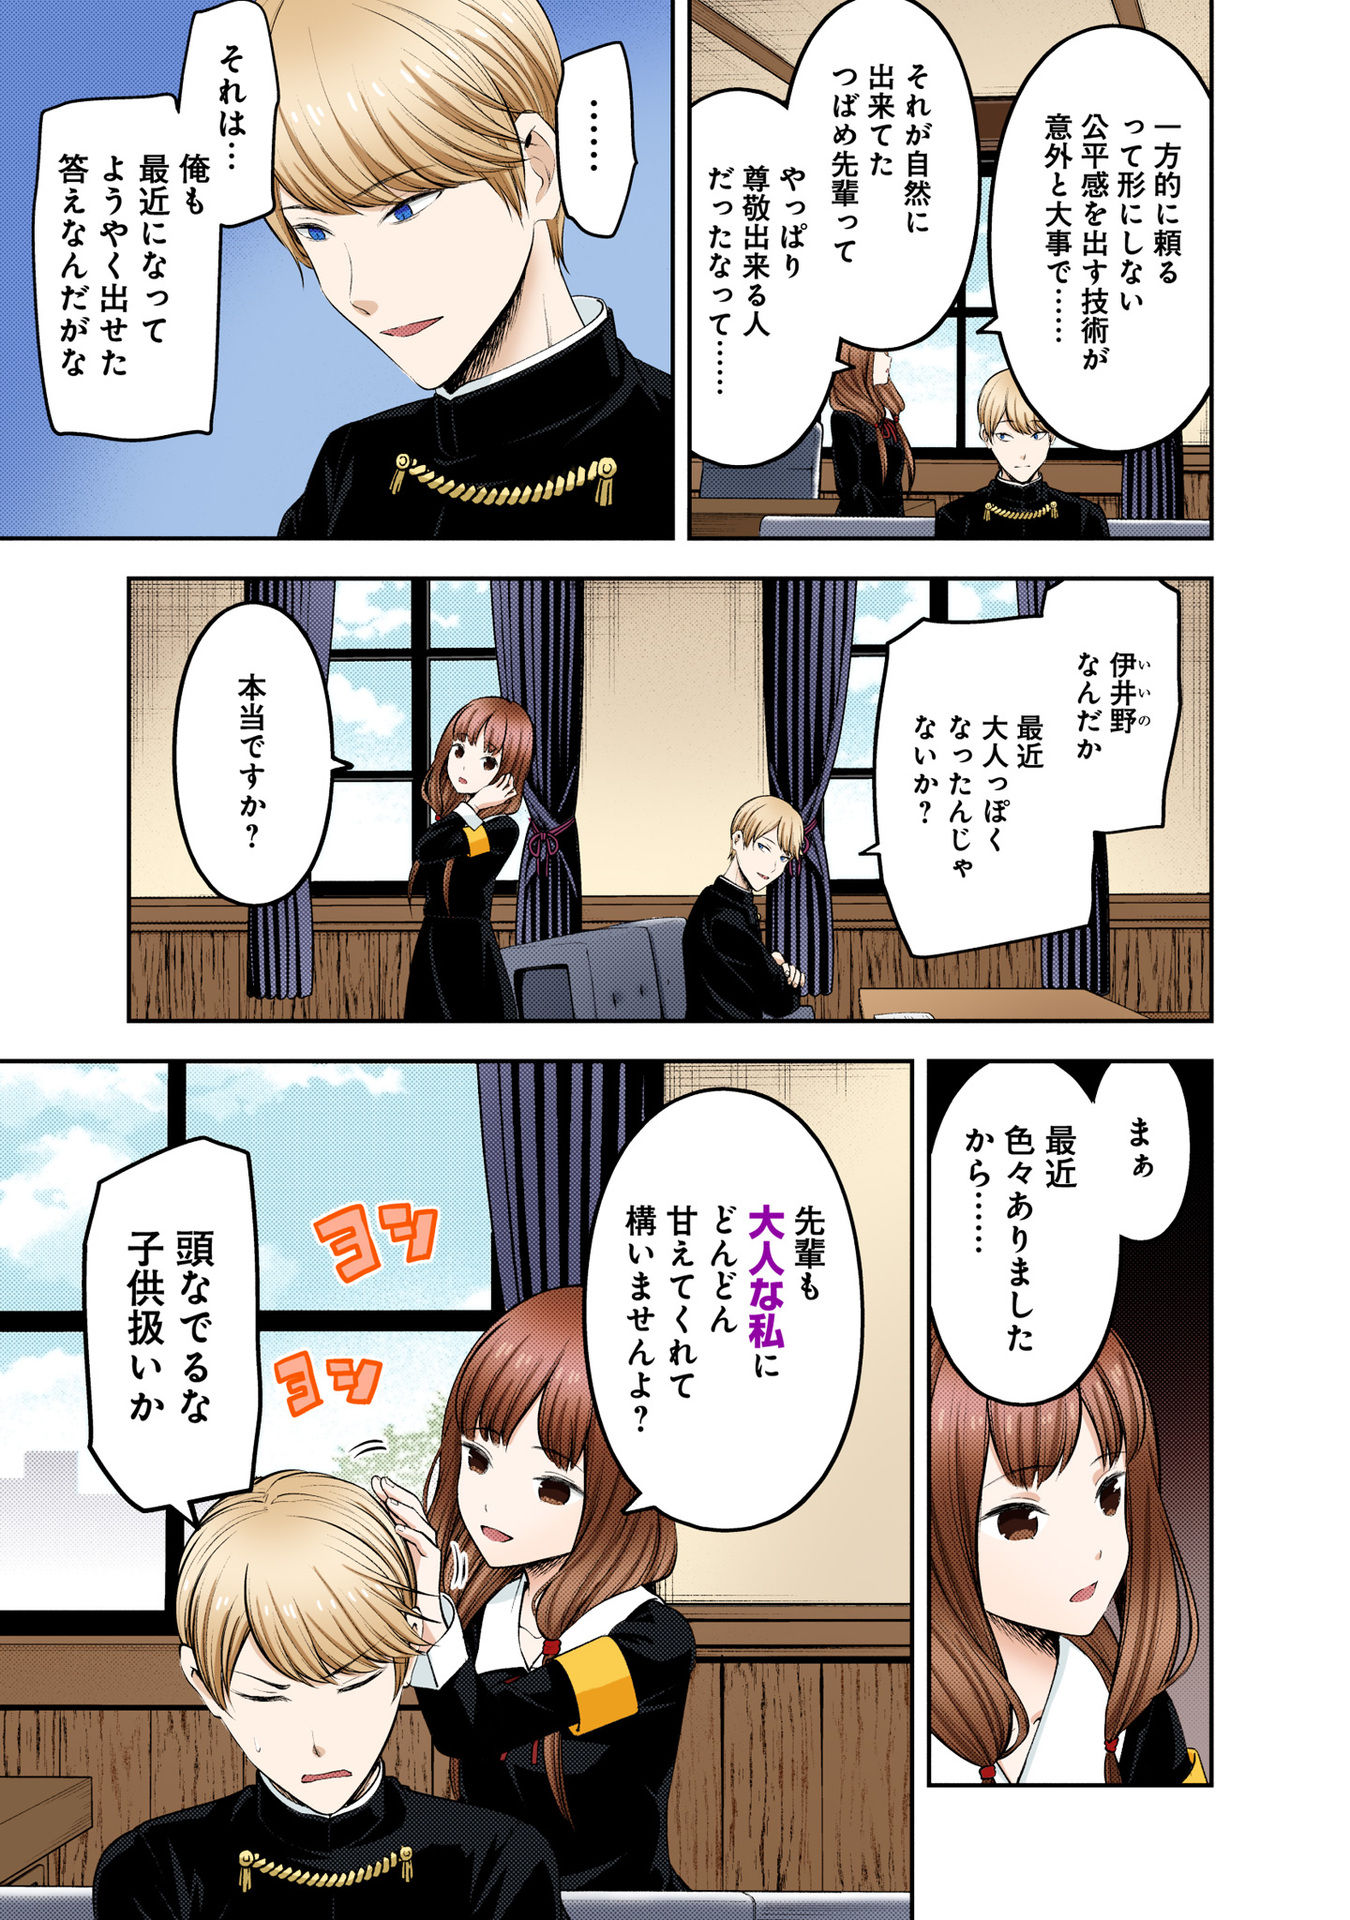 一方的に頼る
って形にしない
公平感を出す技術が
意外と大事で……
それが自然に
出来てた
つばめ先輩って
やっぱり
尊敬出来る人
だったなって……
……
それは…
俺も
最近になって
ようやく出せた
答えなんだがな
伊井野
いいの
なんだか
最近
大人っぽく
なったんじゃ
ないか?
本当ですか?
まぁ
最近
色々ありました
から……
先輩も
大人な私に
どんどん
甘えてくれて
構いませんよ?
ヨシ
ヨシ
頭なでるな
子供扱いか